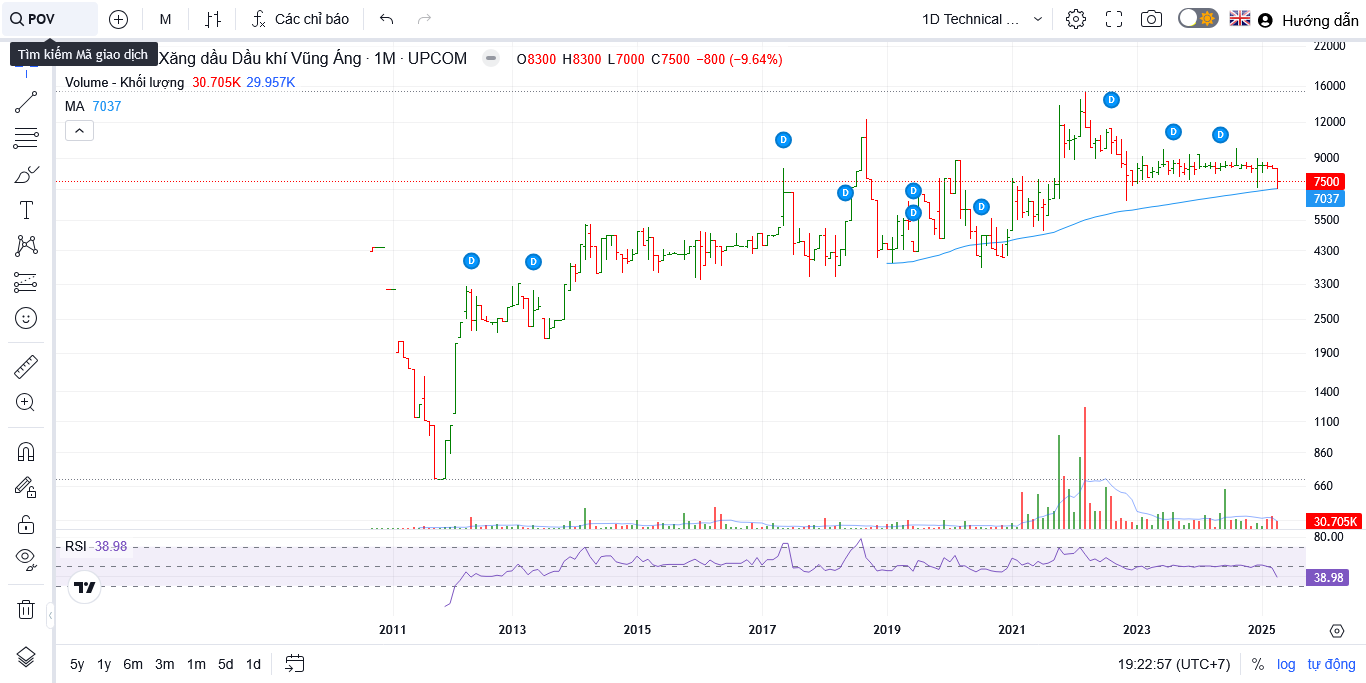 POV
M
Các chỉ báo
1D Technical ...
Hướng dẫn
Tìm kiếm Mã giao dịch
Xăng dầu Dầu khí Vũng Áng · 1M · UPCOM
O8300 H8300 L7000 C7500 −800 (−9.64%)
Volume - Khối lượng 30.705K 29.957K
MA 7037
D
D
D
D
D
D
D
D
D
D
22000
16000
12000
9000
7500
7037
5500
4300
3300
2500
1900
1400
1100
860
660
30.705K
RSI 38.98
80.00
38.98
2011 2013 2015 2017 2019 2021 2023 2025
5y 1y 6m 3m 1m 5d 1d
19:22:57 (UTC+7)
% log tự động